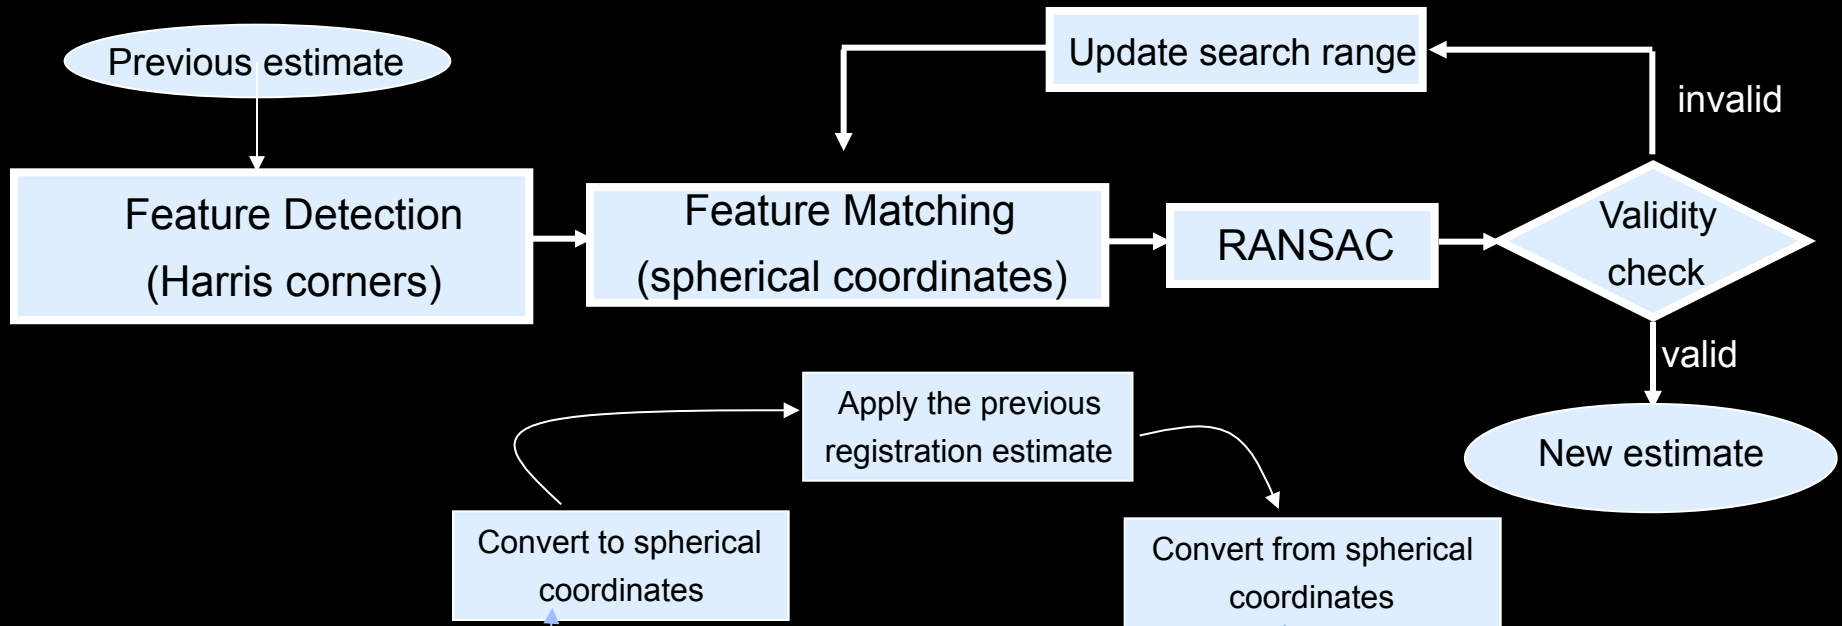 Previous estimate
Update search range
invalid
Feature Detection
(Harris corners)
Feature Matching
(spherical coordinates)
RANSAC
Validity
check
valid
Apply the previous
registration estimate
New estimate
Convert to spherical
coordinates
Convert from spherical
coordinates